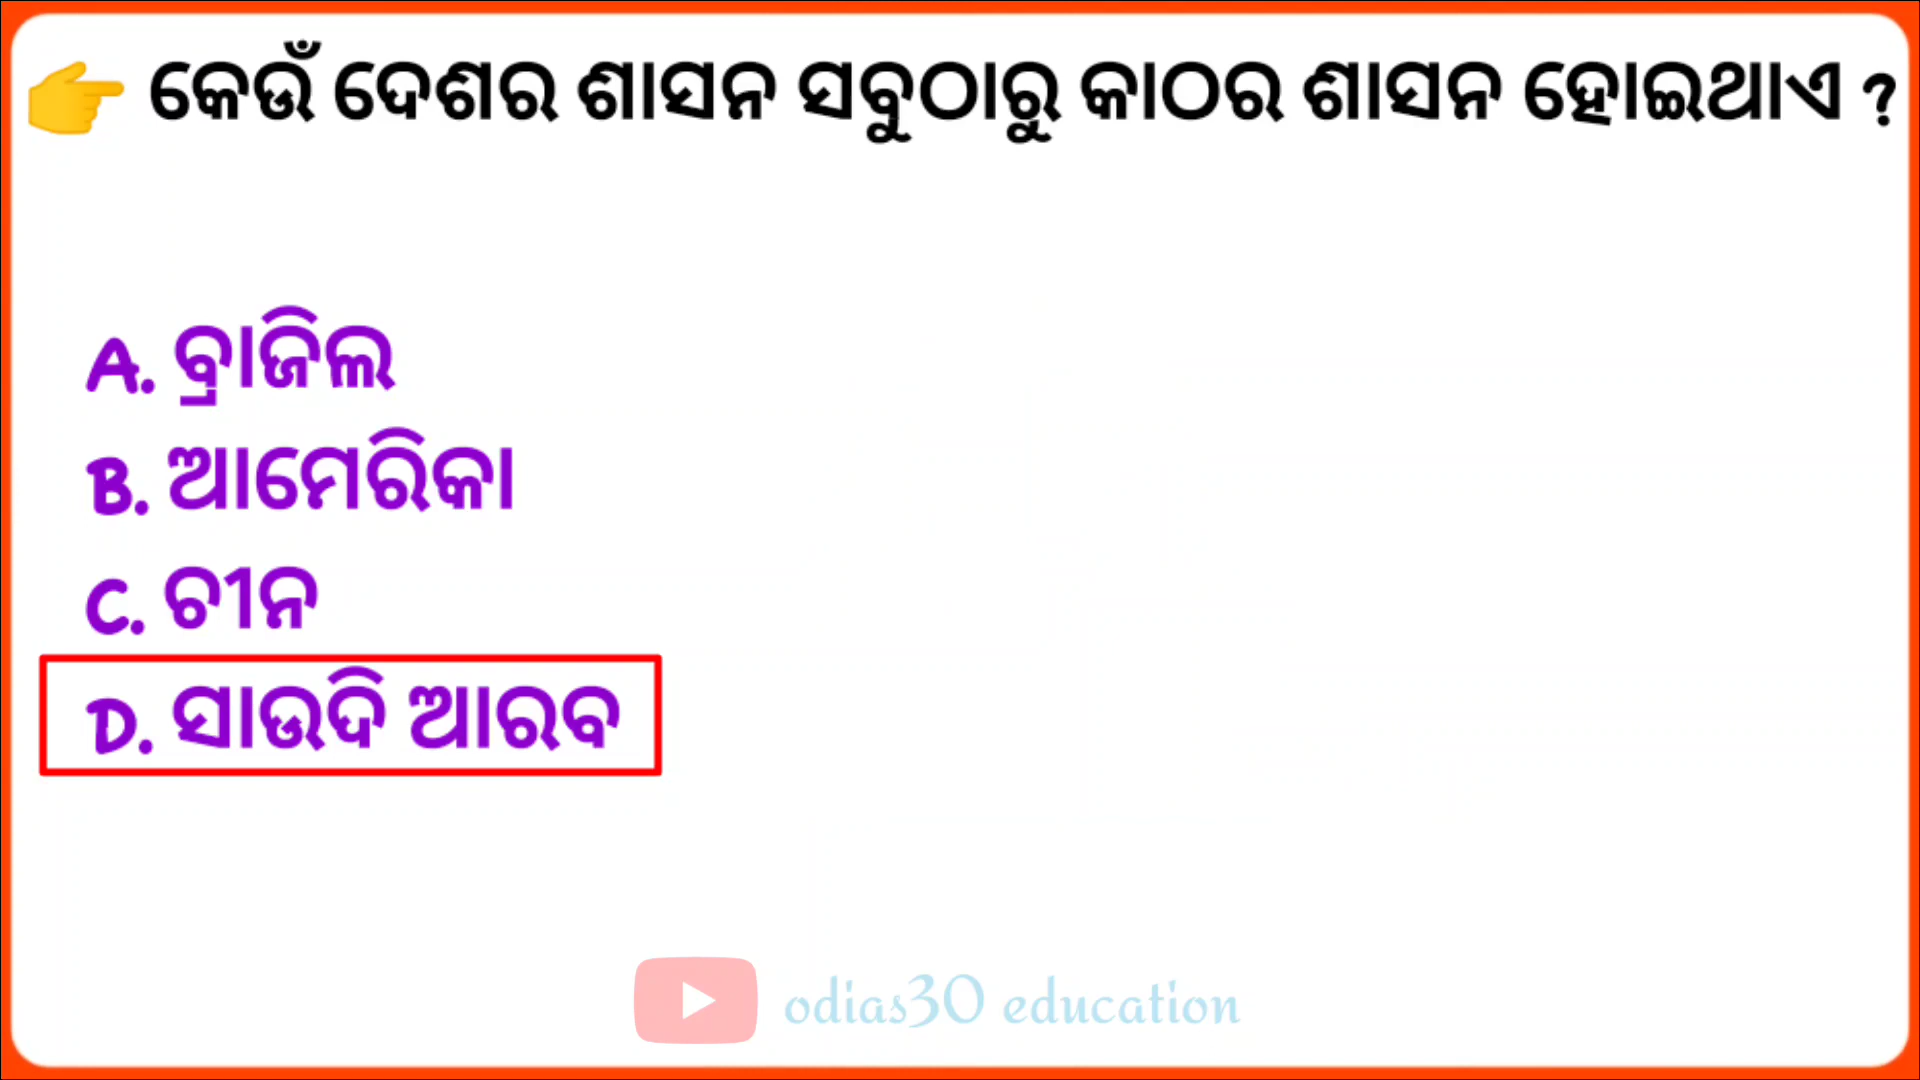 👉 କେଉଁ ଦେଶର ଶାସନ ସବୁଠାରୁ କାଠର ଶାସନ ହୋଇଥାଏ ?
A. ବ୍ରାଜିଲ
B. ଆମେରିକା
C. ଚୀନ
D. ସାଉଦି ଆରବ
odias30 education